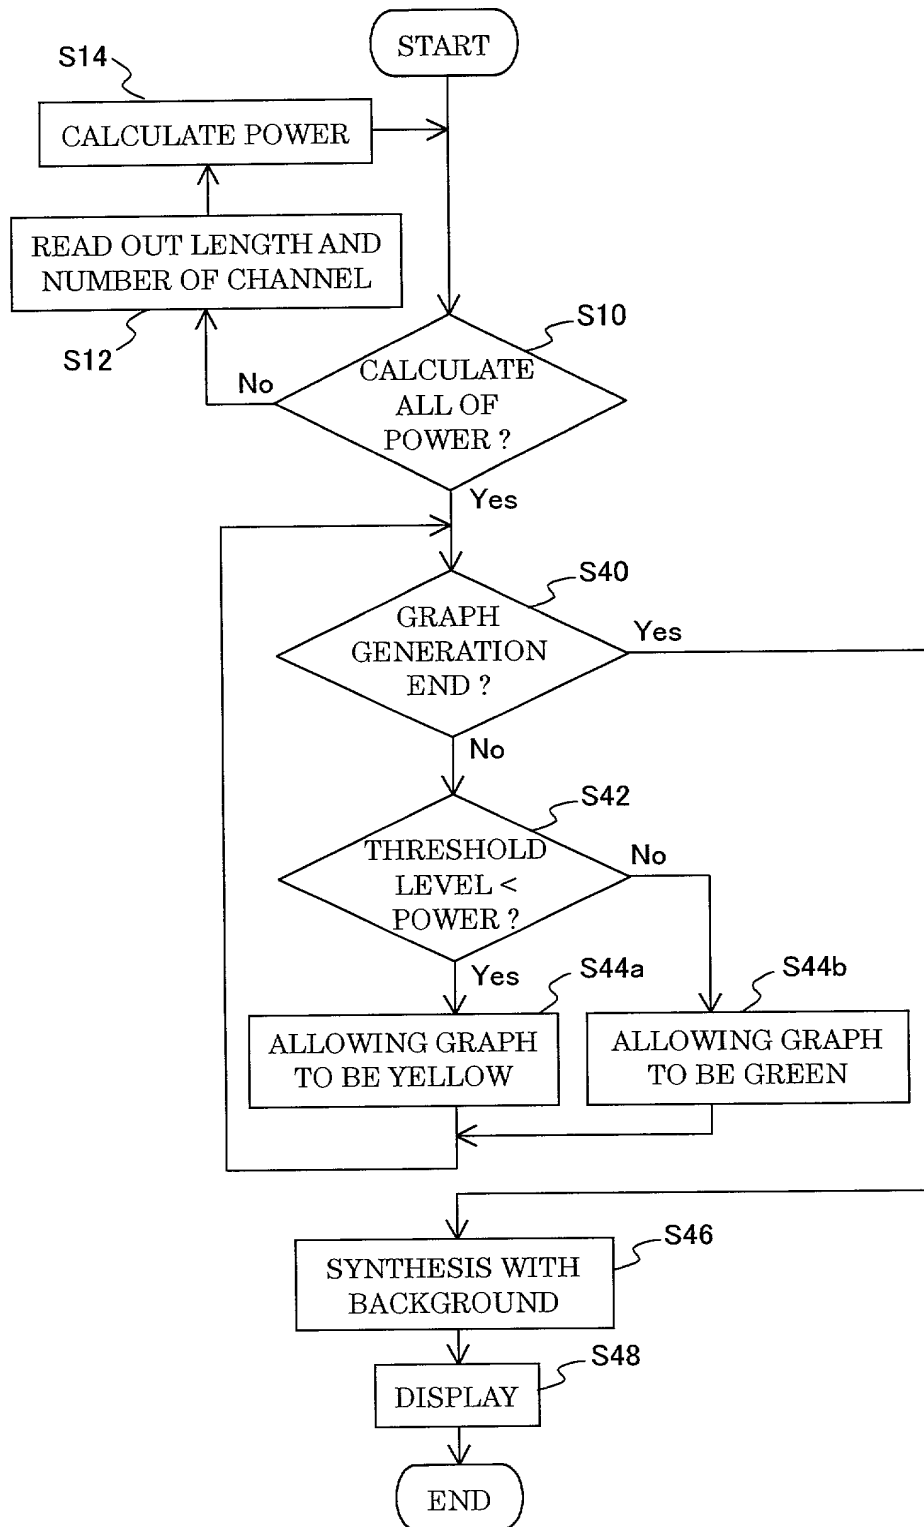 START
S14
CALCULATE POWER
READ OUT LENGTH AND
NUMBER OF CHANNEL
S12
S10
CALCULATE
ALL OF
POWER ?
No
Yes
S40
GRAPH
GENERATION
END ?
Yes
No
S42
THRESHOLD
LEVEL <
POWER ?
No
Yes
S44a
ALLOWING GRAPH
TO BE YELLOW
S44b
ALLOWING GRAPH
TO BE GREEN
S46
SYNTHESIS WITH
BACKGROUND
S48
DISPLAY
END